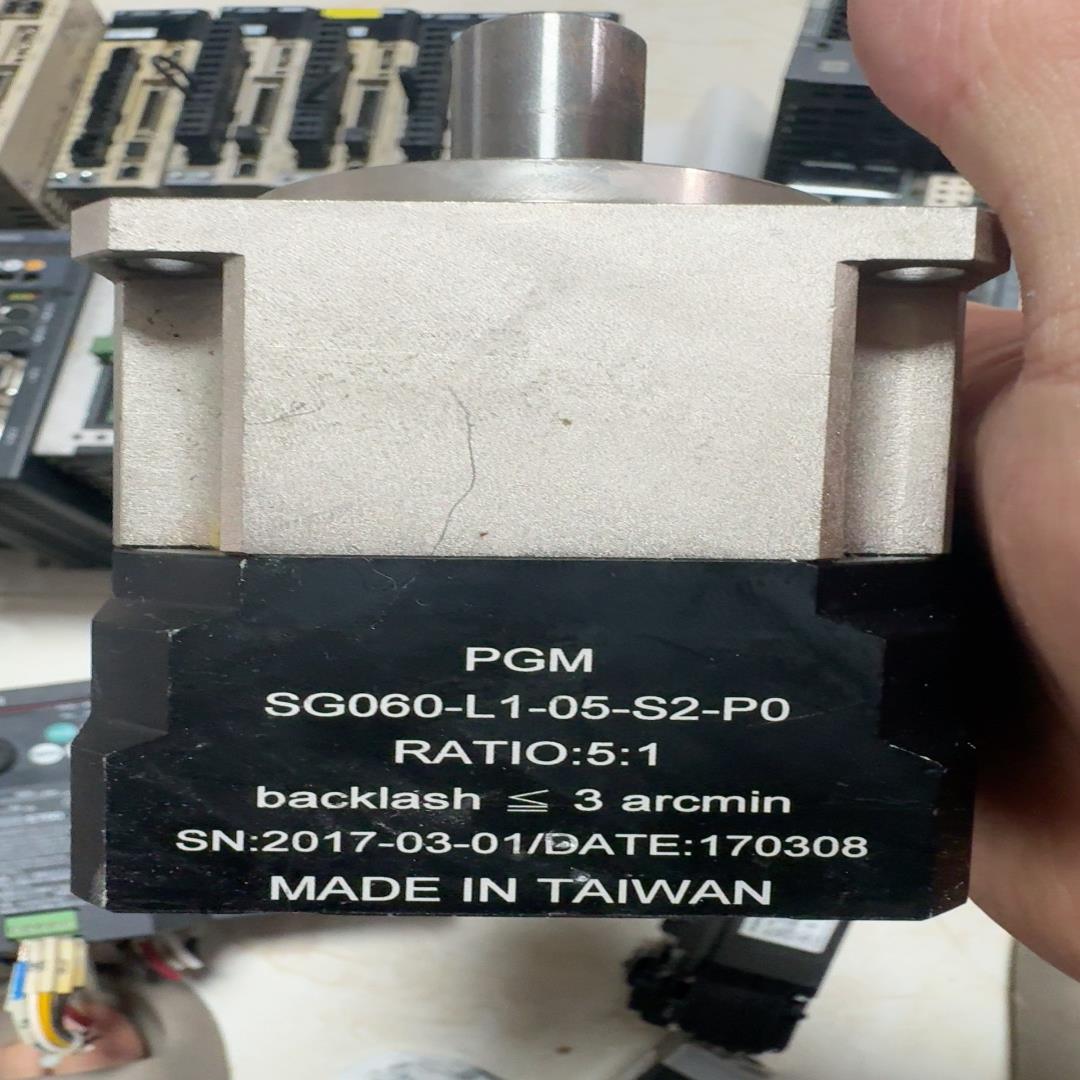 PGM
SG060-L1-05-S2-P0
RATIO:5:1
backlash ≦ 3 arcmin
SN:2017-03-01/DATE:170308
MADE IN TAIWAN